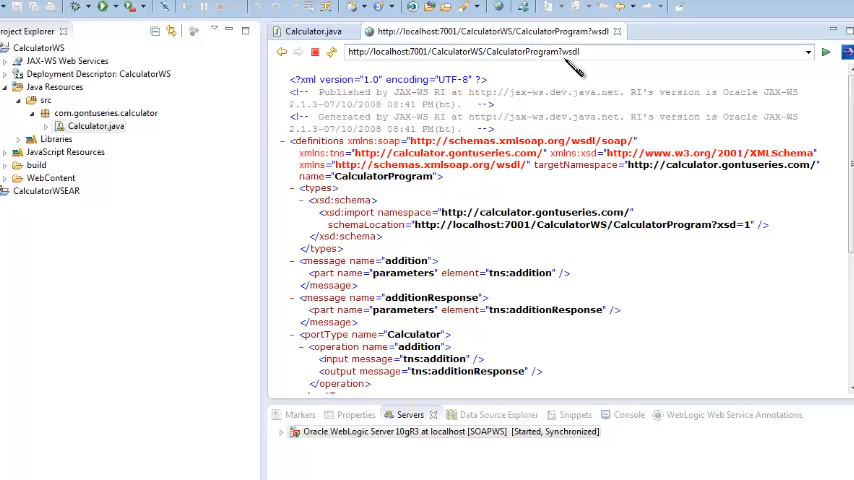 roject Explorer
CalculatorWS
JAX-WS Web Services
Deployment Descriptor: CalculatorWS
Java Resources
src
com.gontuseries.calculator
Calculator.java
Libraries
JavaScript Resources
build
WebContent
CalculatorWSEAR
Calculator.java
http://localhost:7001/CalculatorWS/CalculatorProgram?wsdl
http://localhost:7001/CalculatorWS/CalculatorProgram?wsdl
<?xml version="1.0" encoding="UTF-8" ?>
<!-- Published by JAX-WS RI at http://jax-ws.dev.java.net. RI's version is Oracle JAX-WS
2.1.3-07/10/2008 08:41 PM(bt). -->
<!-- Generated by JAX-WS RI at http://jax-ws.dev.java.net. RI's version is Oracle JAX-WS
2.1.3-07/10/2008 08:41 PM(bt). -->
- <definitions xmlns:soap="http://schemas.xmlsoap.org/wsdl/soap/"
xmlns:tns="http://calculator.gontuseries.com/" xmlns:xsd="http://www.w3.org/2001/XMLSchema"
xmlns="http://schemas.xmlsoap.org/wsdl/" targetNamespace="http://calculator.gontuseries.com/"
name="CalculatorProgram">
- <types>
- <xsd:schema>
<xsd:import namespace="http://calculator.gontuseries.com/"
schemaLocation="http://localhost:7001/CalculatorWS/CalculatorProgram?xsd=1" />
</xsd:schema>
</types>
- <message name="addition">
<part name="parameters" element="tns:addition" />
</message>
- <message name="additionResponse">
<part name="parameters" element="tns:additionResponse" />
</message>
- <portType name="Calculator">
- <operation name="addition">
<input message="tns:addition" />
<output message="tns:additionResponse" />
</operation>
Markers
Properties
Servers
Data Source Explorer
Snippets
Console
WebLogic Web Service Annotations
Oracle WebLogic Server 10gR3 at localhost [SOAPWS] [Started, Synchronized]